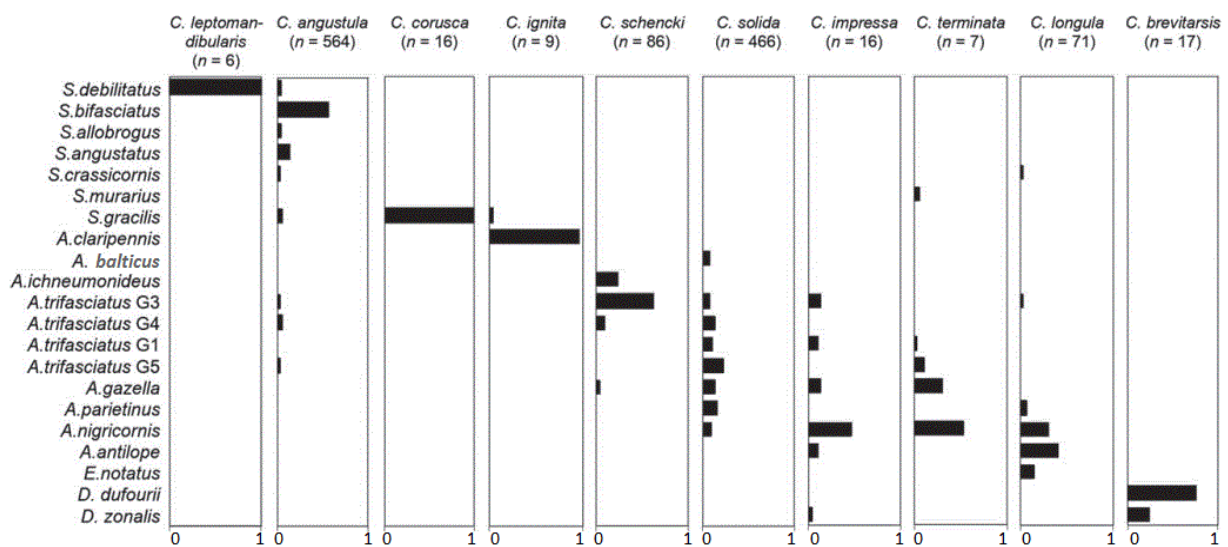 C. leptoman-
dibularis
(n = 6)
C. angustula
(n = 564)
C. corusca
(n = 16)
C. ignita
(n = 9)
C. schencki
(n = 86)
C. solida
(n = 466)
C. impressa
(n = 16)
C. terminata
(n = 7)
C. longula
(n = 71)
C. brevitarsis
(n = 17)
S.debilitatus
S.bifasciatus
S.allobrogus
S.angustatus
S.crassicornis
S.murarius
S.gracilis
A.claripennis
A. balticus
A.ichneumonideus
A.trifasciatus G3
A.trifasciatus G4
A.trifasciatus G1
A.trifasciatus G5
A.gazella
A.parietinus
A.nigricornis
A.antilope
E.notatus
D. dufourii
D. zonalis
0 1 0 1 0 1 0 1 0 1 0 1 0 1 0 1 0 1 0 1